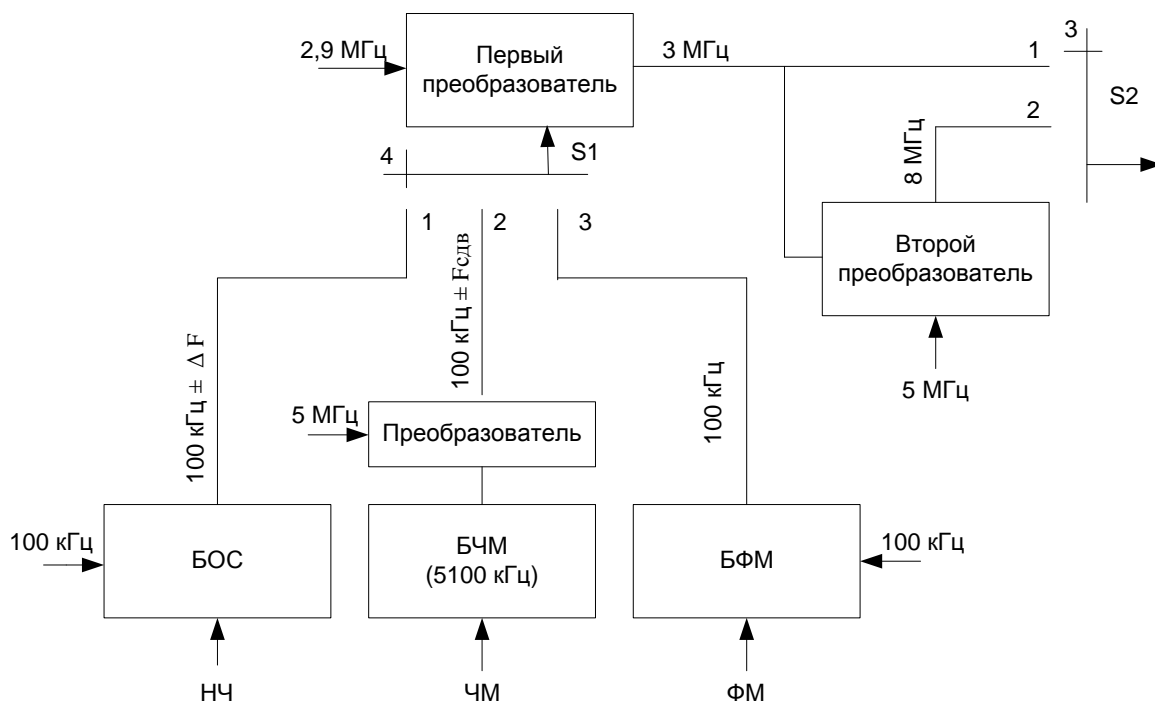 3
2,9 МГц
Первый
преобразователь
3 МГц
1
S2
2
4
S1
8 МГц
1
2
3
Второй
преобразователь
100 кГц ± Δ F
100 кГц ± Fсдв
100 кГц
5 МГц
5 МГц
Преобразователь
100 кГц
БОС
БЧМ
(5100 кГц)
БФМ
100 кГц
НЧ
ЧМ
ФМ